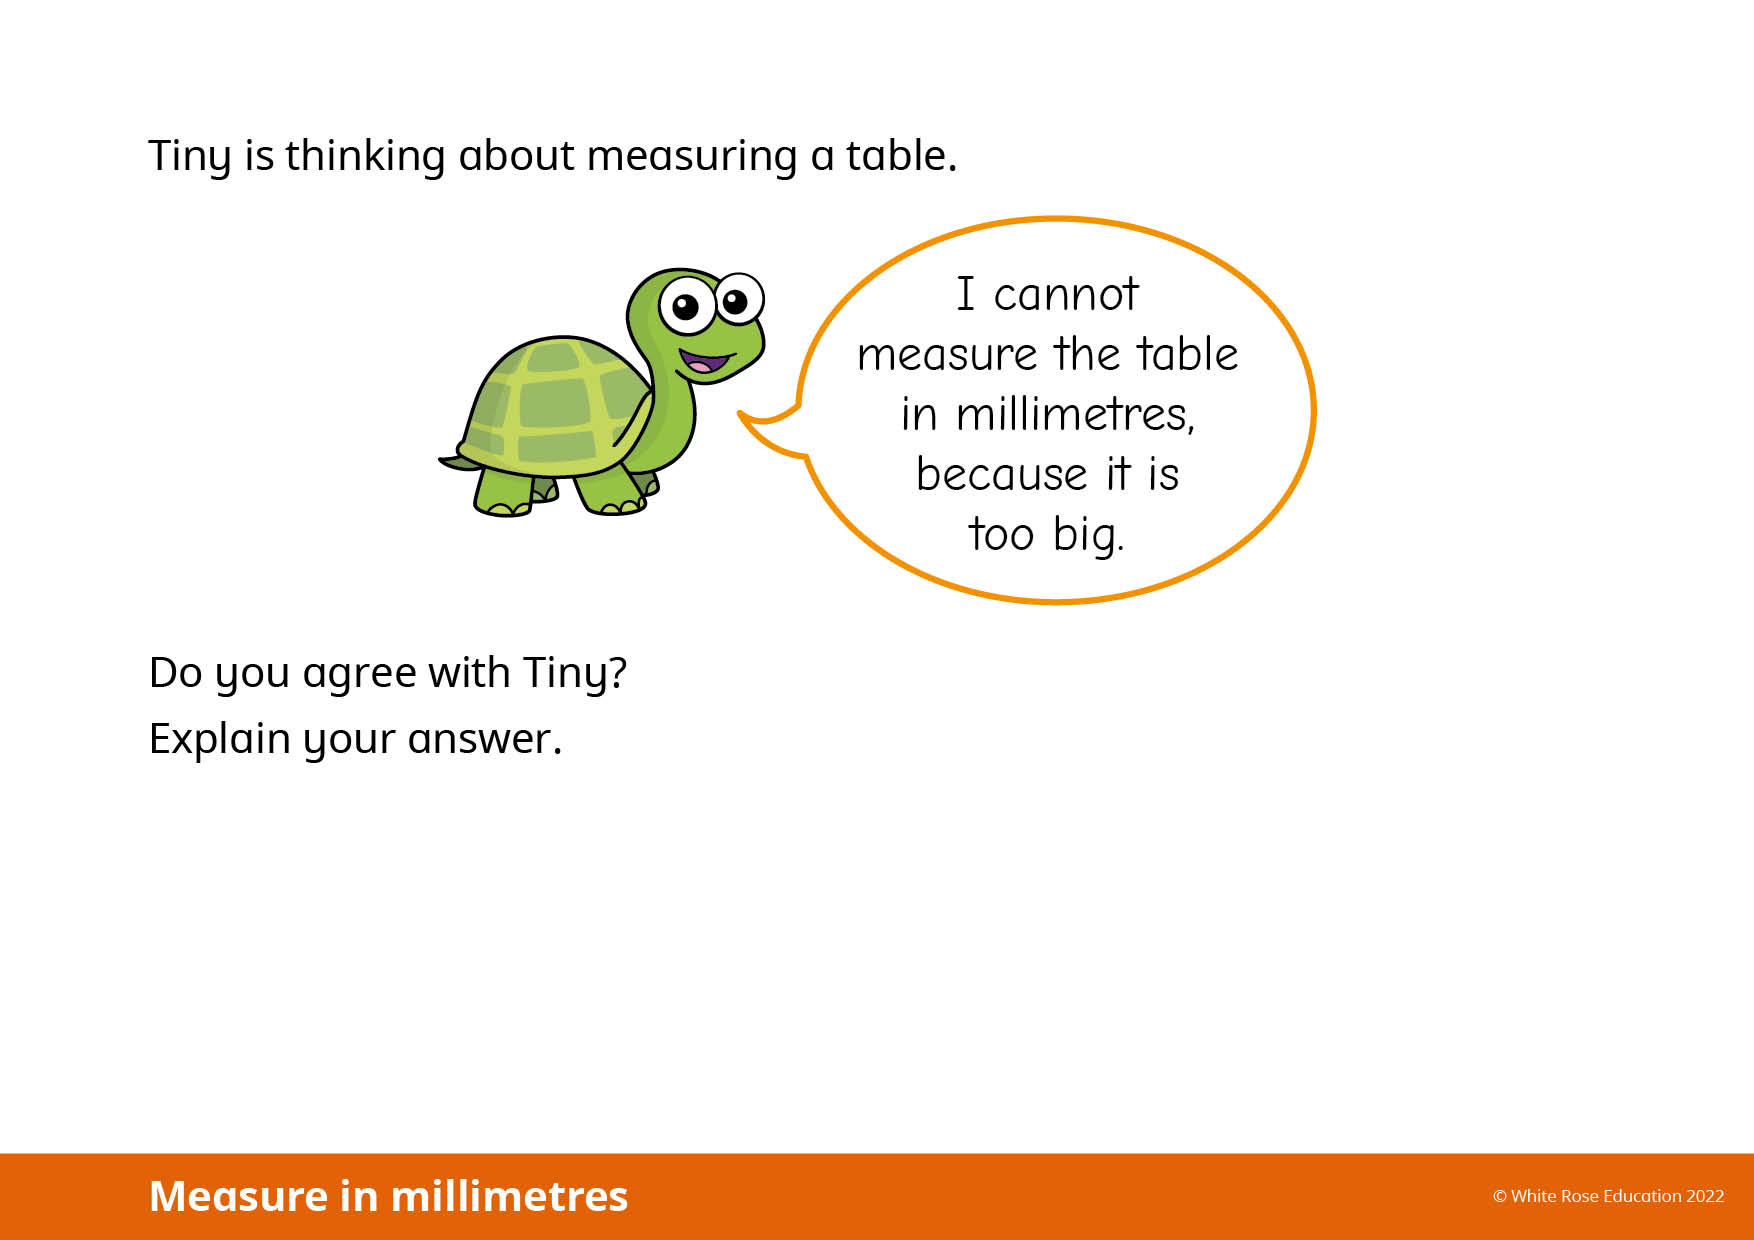 Tiny is thinking about measuring a table.
I cannot
measure the table
in millimetres,
because it is
too big.
Do you agree with Tiny?
Explain your answer.
Measure in millimetres
© White Rose Education 2022